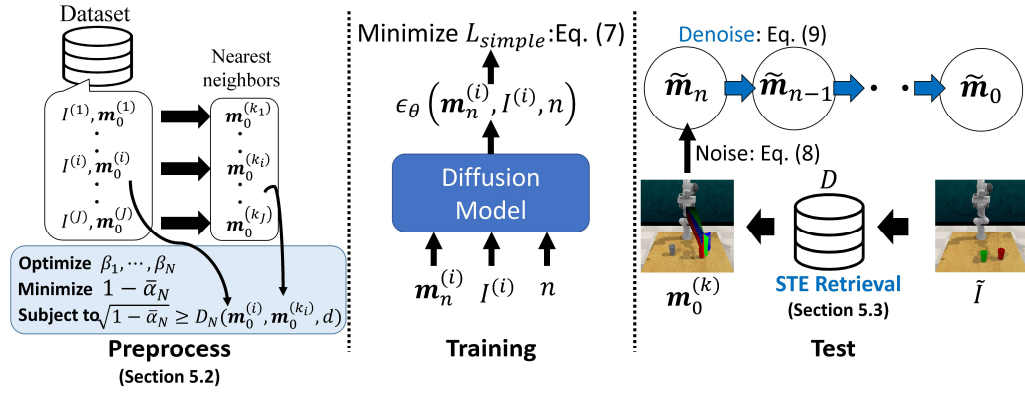 Dataset
Nearest
neighbors
I^{(1)}, m_0^{(1)}
m_0^{(k_1)}
I^{(i)}, m_0^{(i)}
m_0^{(k_i)}
I^{(J)}, m_0^{(J)}
m_0^{(k_J)}
Optimize β_1, ⋯, β_N
Minimize 1 − ᾱ_N
Subject to √(1 − ᾱ_N) ≥ D_N(m_0^{(i)}, m_0^{(k_i)}, d)
Preprocess
(Section 5.2)
Minimize L_{simple}:Eq. (7)
ϵ_θ (m_n^{(i)}, I^{(i)}, n)
Diffusion
Model
m_n^{(i)} I^{(i)} n
Training
Denoise: Eq. (9)
m̃_n m̃_{n−1} · · m̃_0
Noise: Eq. (8)
D
STE Retrieval
(Section 5.3)
m_0^{(k)}
Ĩ
Test